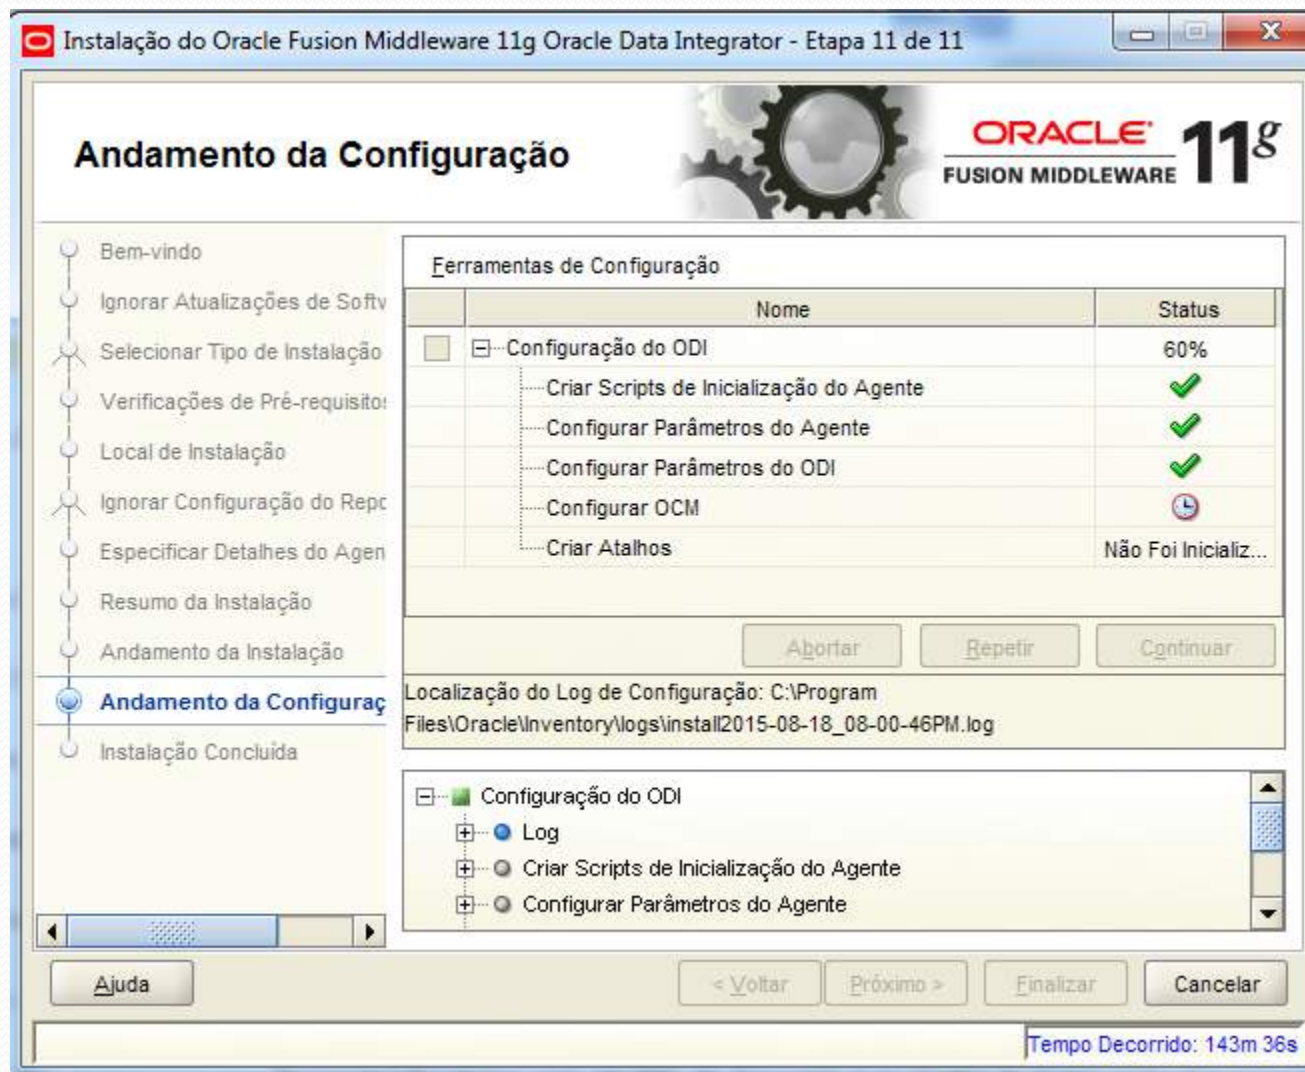 Instalação do Oracle Fusion Middleware 11g Oracle Data Integrator - Etapa 11 de 11
Andamento da Configuração
ORACLE
FUSION MIDDLEWARE
11g
Bem-vindo
Ignorar Atualizações de Softv
Selecionar Tipo de Instalação
Verificações de Pré-requisitos
Local de Instalação
Ignorar Configuração do Repc
Especificar Detalhes do Agen
Resumo da Instalação
Andamento da Instalação
Andamento da Configuraç
Instalação Concluída
Ferramentas de Configuração
Nome Status
Configuração do ODI 60%
Criar Scripts de Inicialização do Agente
Configurar Parâmetros do Agente
Configurar Parâmetros do ODI
Configurar OCM
Criar Atalhos Não Foi Inicializ...
Abortar Repetir Continuar
Localização do Log de Configuração: C:\Program
Files\Oracle\Inventory\logs\install2015-08-18_08-00-46PM.log
Configuração do ODI
Log
Criar Scripts de Inicialização do Agente
Configurar Parâmetros do Agente
Ajuda < Voltar Próximo > Finalizar Cancelar
Tempo Decorrido: 143m 36s